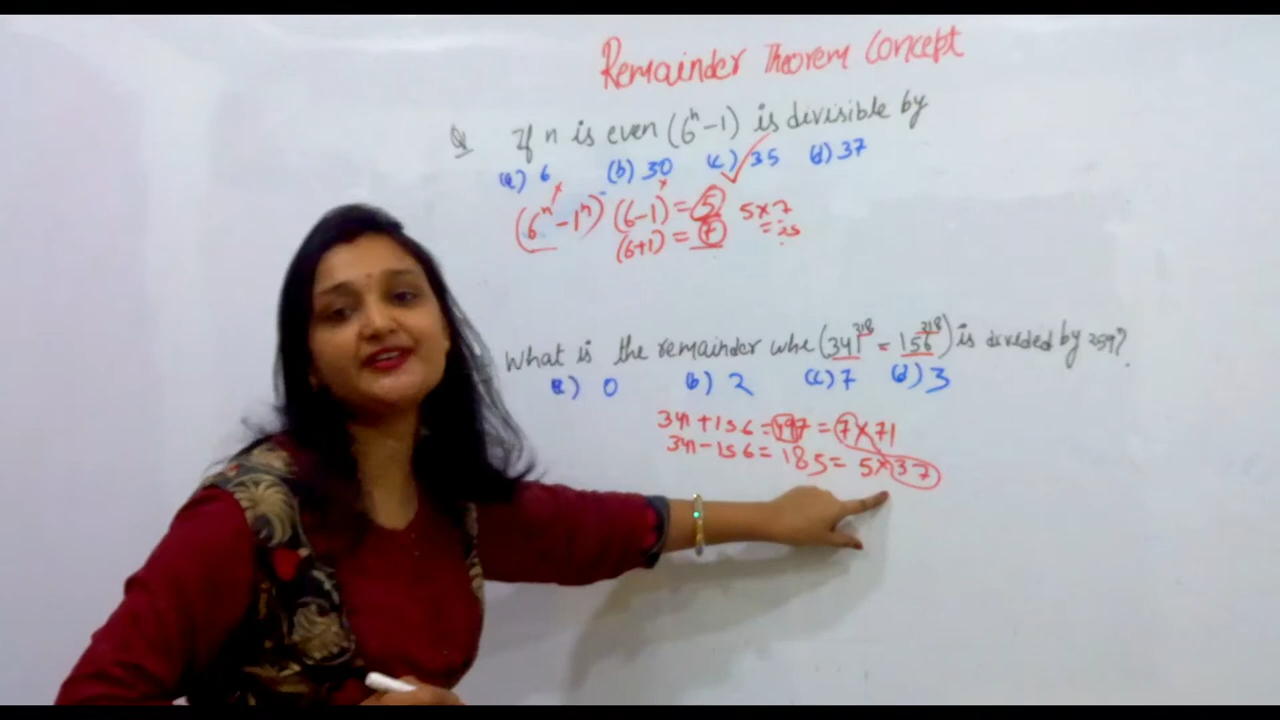 Remainder Theorem Concept
Q If n is even (6ⁿ-1) is divisible by
(a) 6 (b) 30 (c) 35 (d) 37
(6ⁿ-1ⁿ) (6-1) = 5 5×7
(6+1) = 7 = 35
What is the remainder whe (341³¹⁸ - 156³¹⁸) is divided by 259?
a) 0 (b) 2 (c) 7 (d) 3
341+156 = 497 = 7×71
341-156 = 185 = 5×37